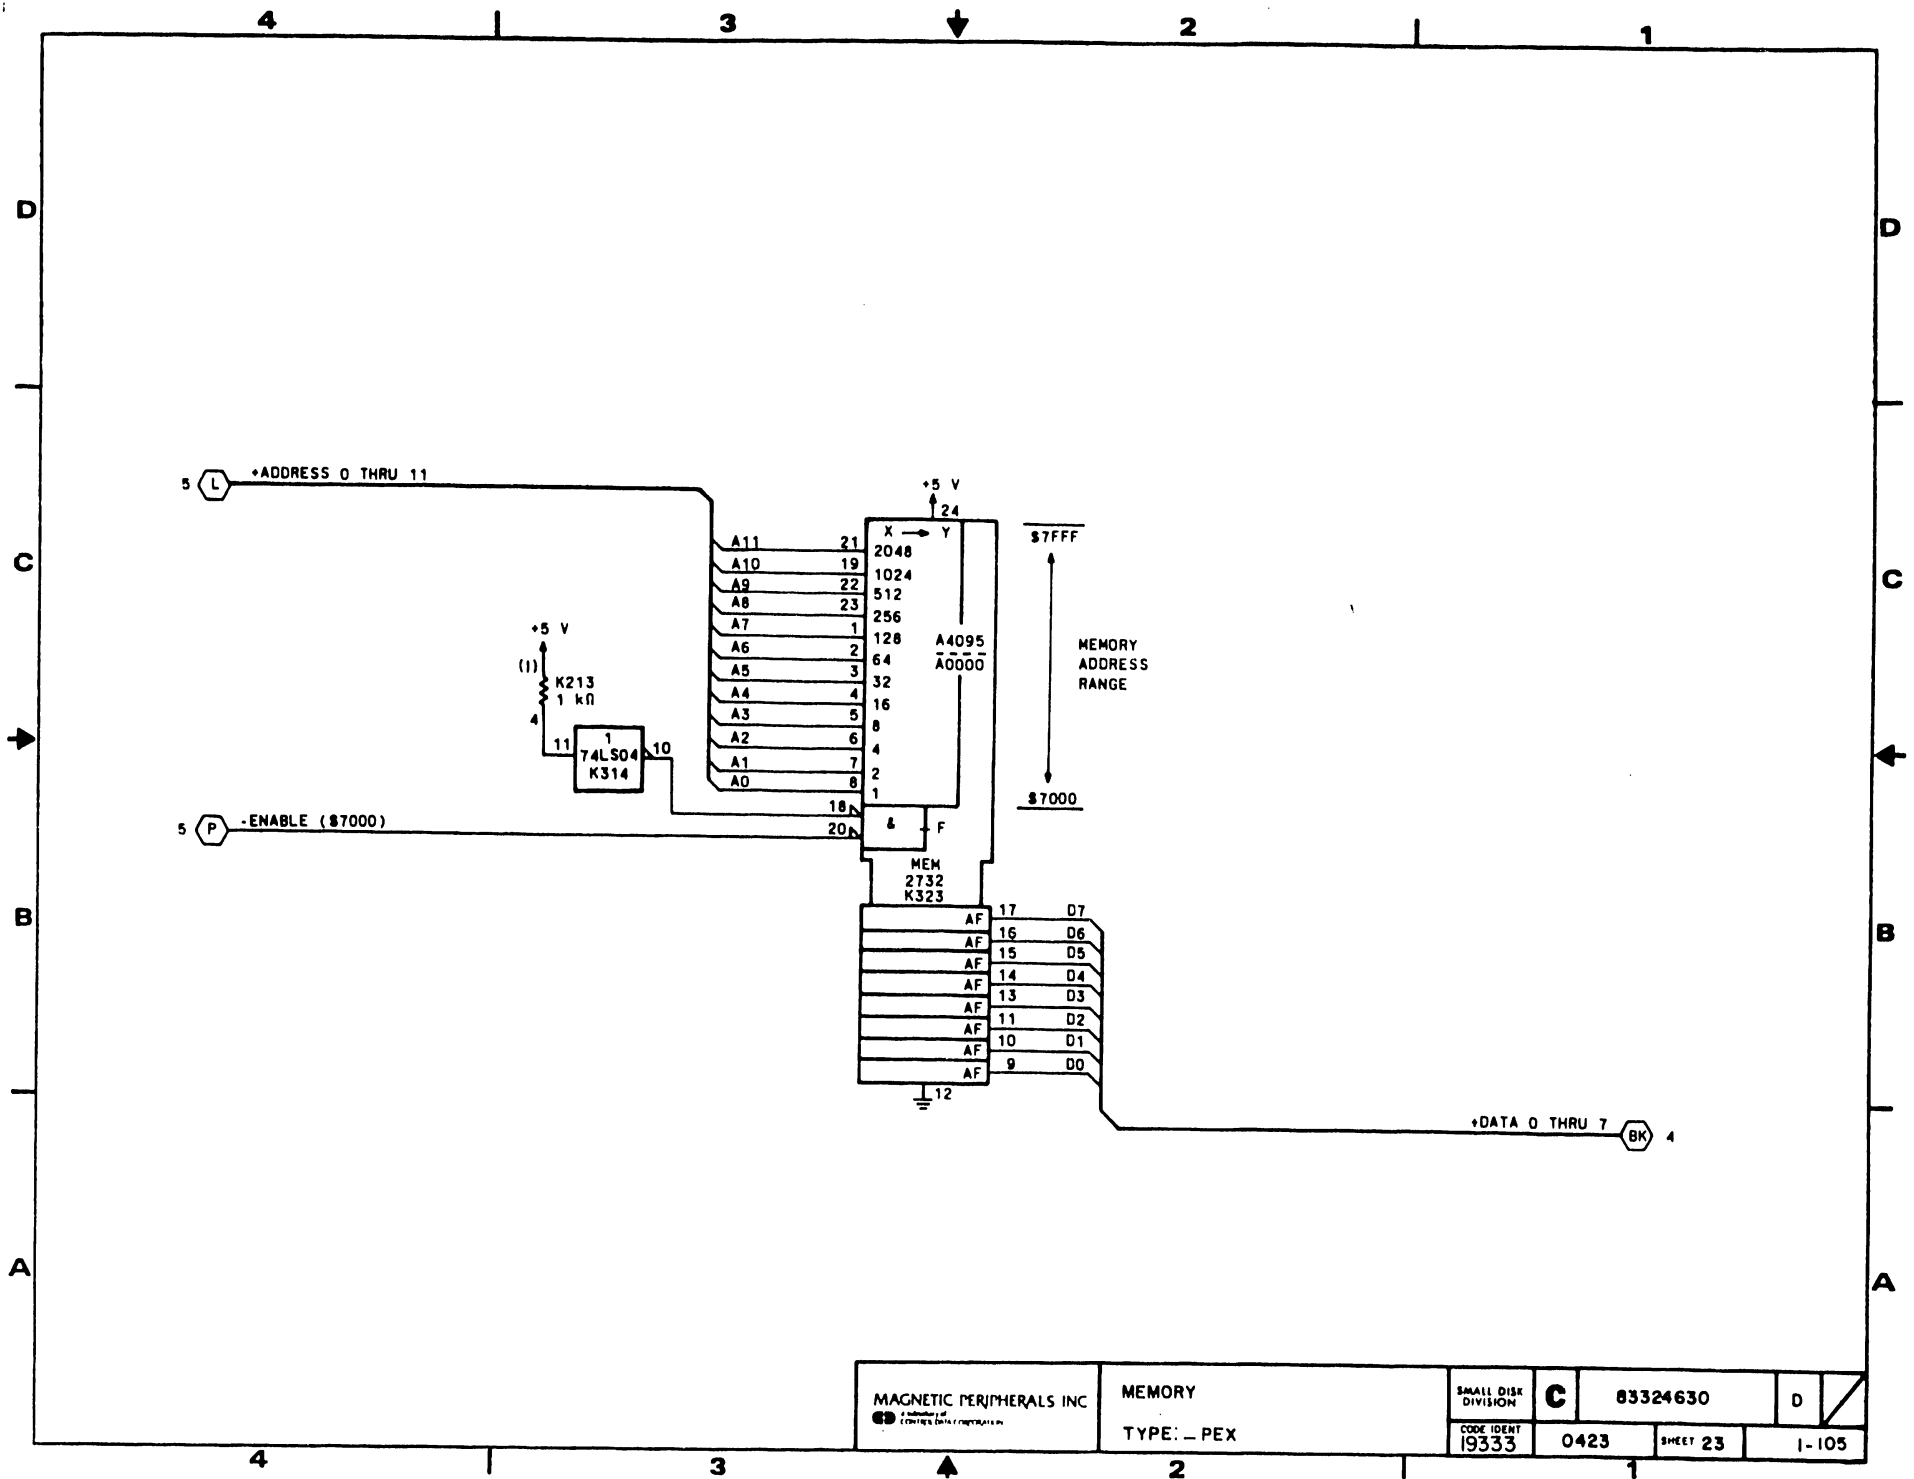 4 3 2 1
D D
5 L +ADDRESS 0 THRU 11
+5 V
24
X → Y
$7FFF
C C
A11 21 2048
A10 19 1024
A9 22 512
A8 23 256
A7 1 128
A6 2 64
A5 3 32
A4 4 16
A3 5 8
A2 6 4
A1 7 2
A0 8 1
A4095
A0000
MEMORY
ADDRESS
RANGE
+5 V
(1)
K213
1 kΩ
4
11
1
74LS04
K314
10
$7000
18
5 P -ENABLE ($7000) 20
& F
MEM
2732
K323
B B
AF 17 D7
AF 16 D6
AF 15 D5
AF 14 D4
AF 13 D3
AF 11 D2
AF 10 D1
AF 9 D0
12
+DATA 0 THRU 7 BK 4
A A
MAGNETIC PERIPHERALS INC
a subsidiary of
CONTROL DATA CORPORATION
MEMORY
TYPE: _ PEX
SMALL DISK
DIVISION
C
83324630
D
CODE IDENT
19333
0423
SHEET 23
1-105
4 3 2 1